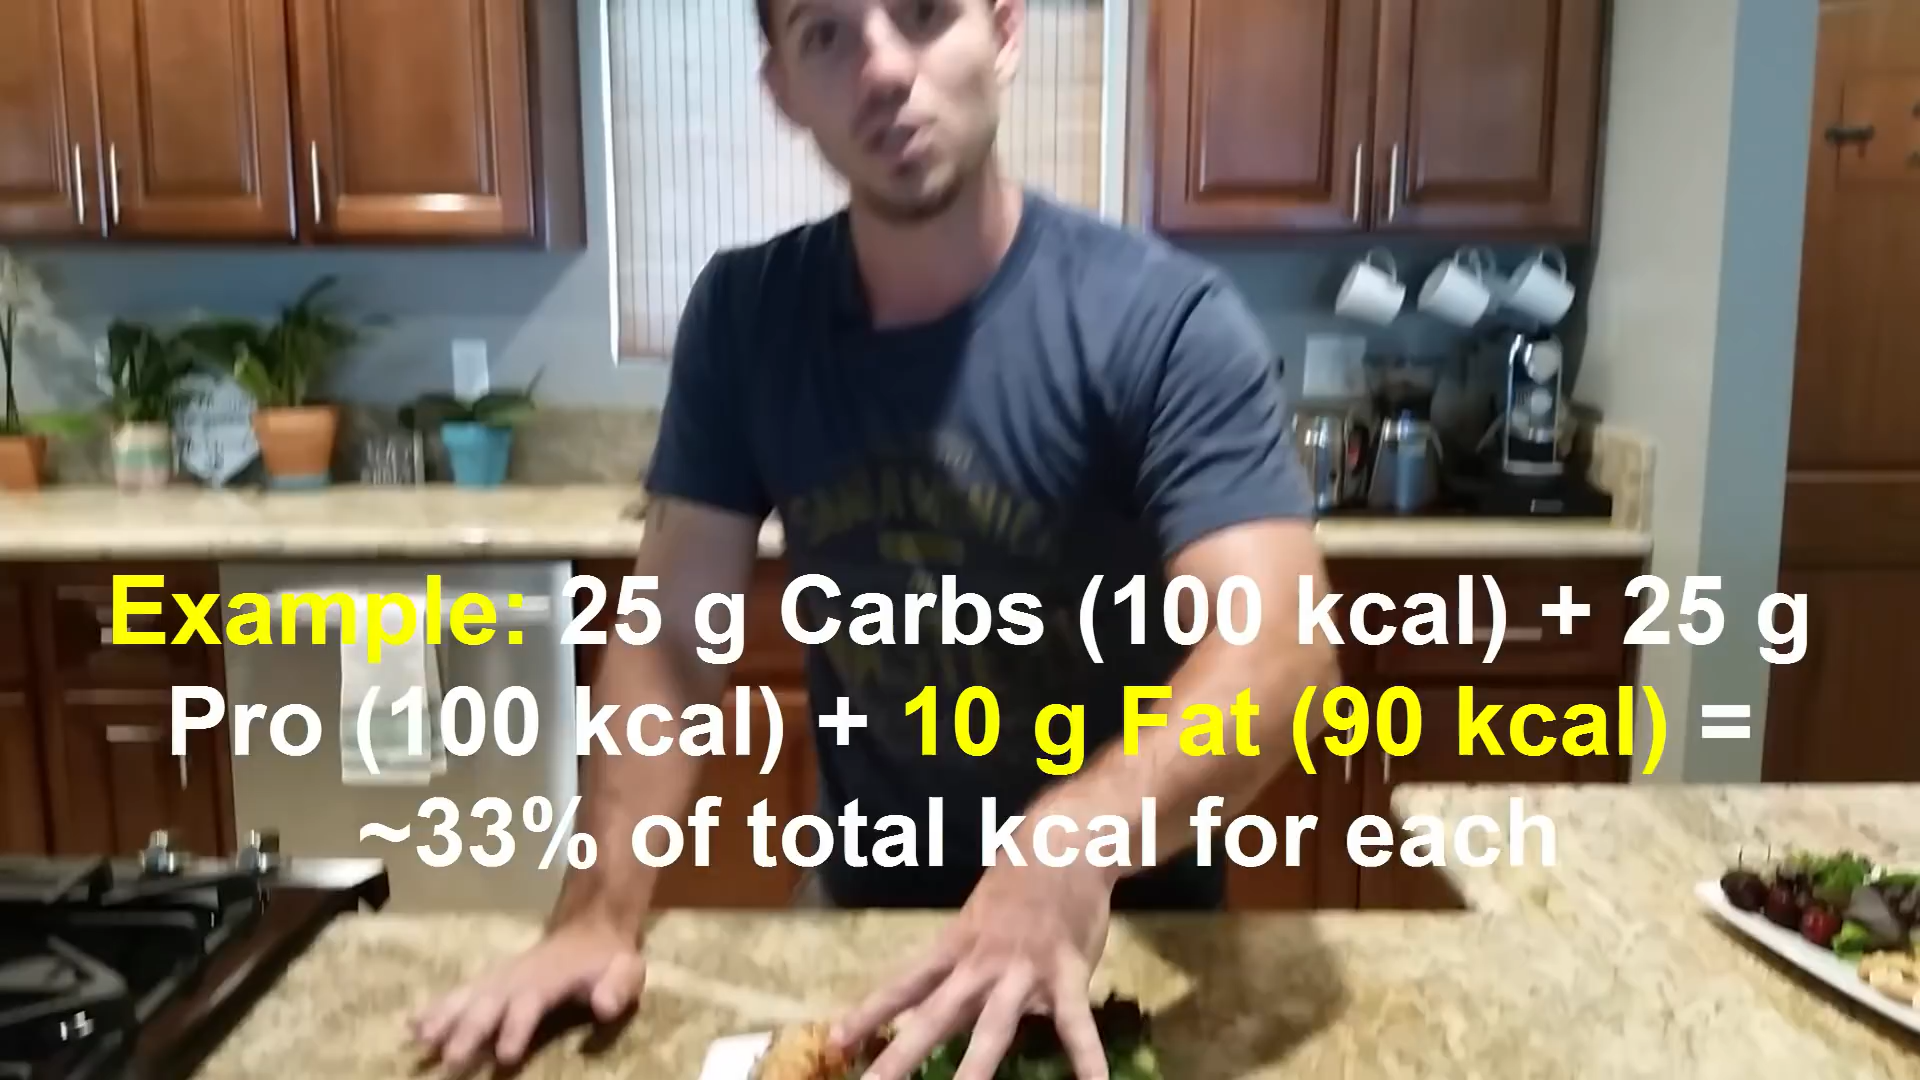 Example: 25 g Carbs (100 kcal) + 25 g
Pro (100 kcal) + 10 g Fat (90 kcal) =
~33% of total kcal for each